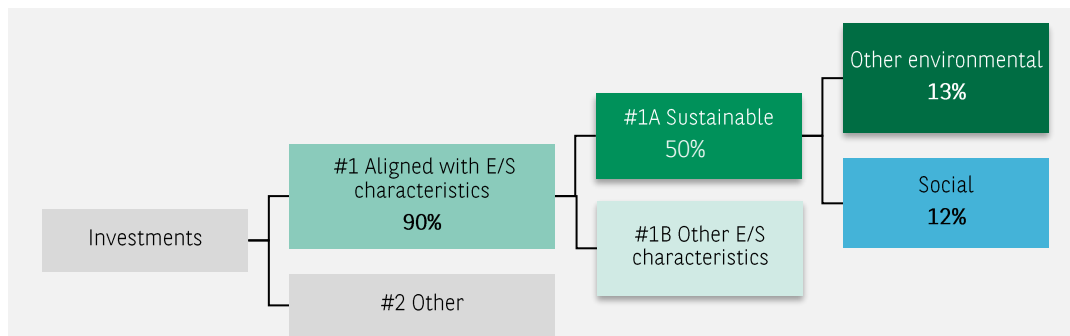 Investments
#1 Aligned with E/S
characteristics
90%
#2 Other
#1A Sustainable
50%
#1B Other E/S
characteristics
Other environmental
13%
Social
12%